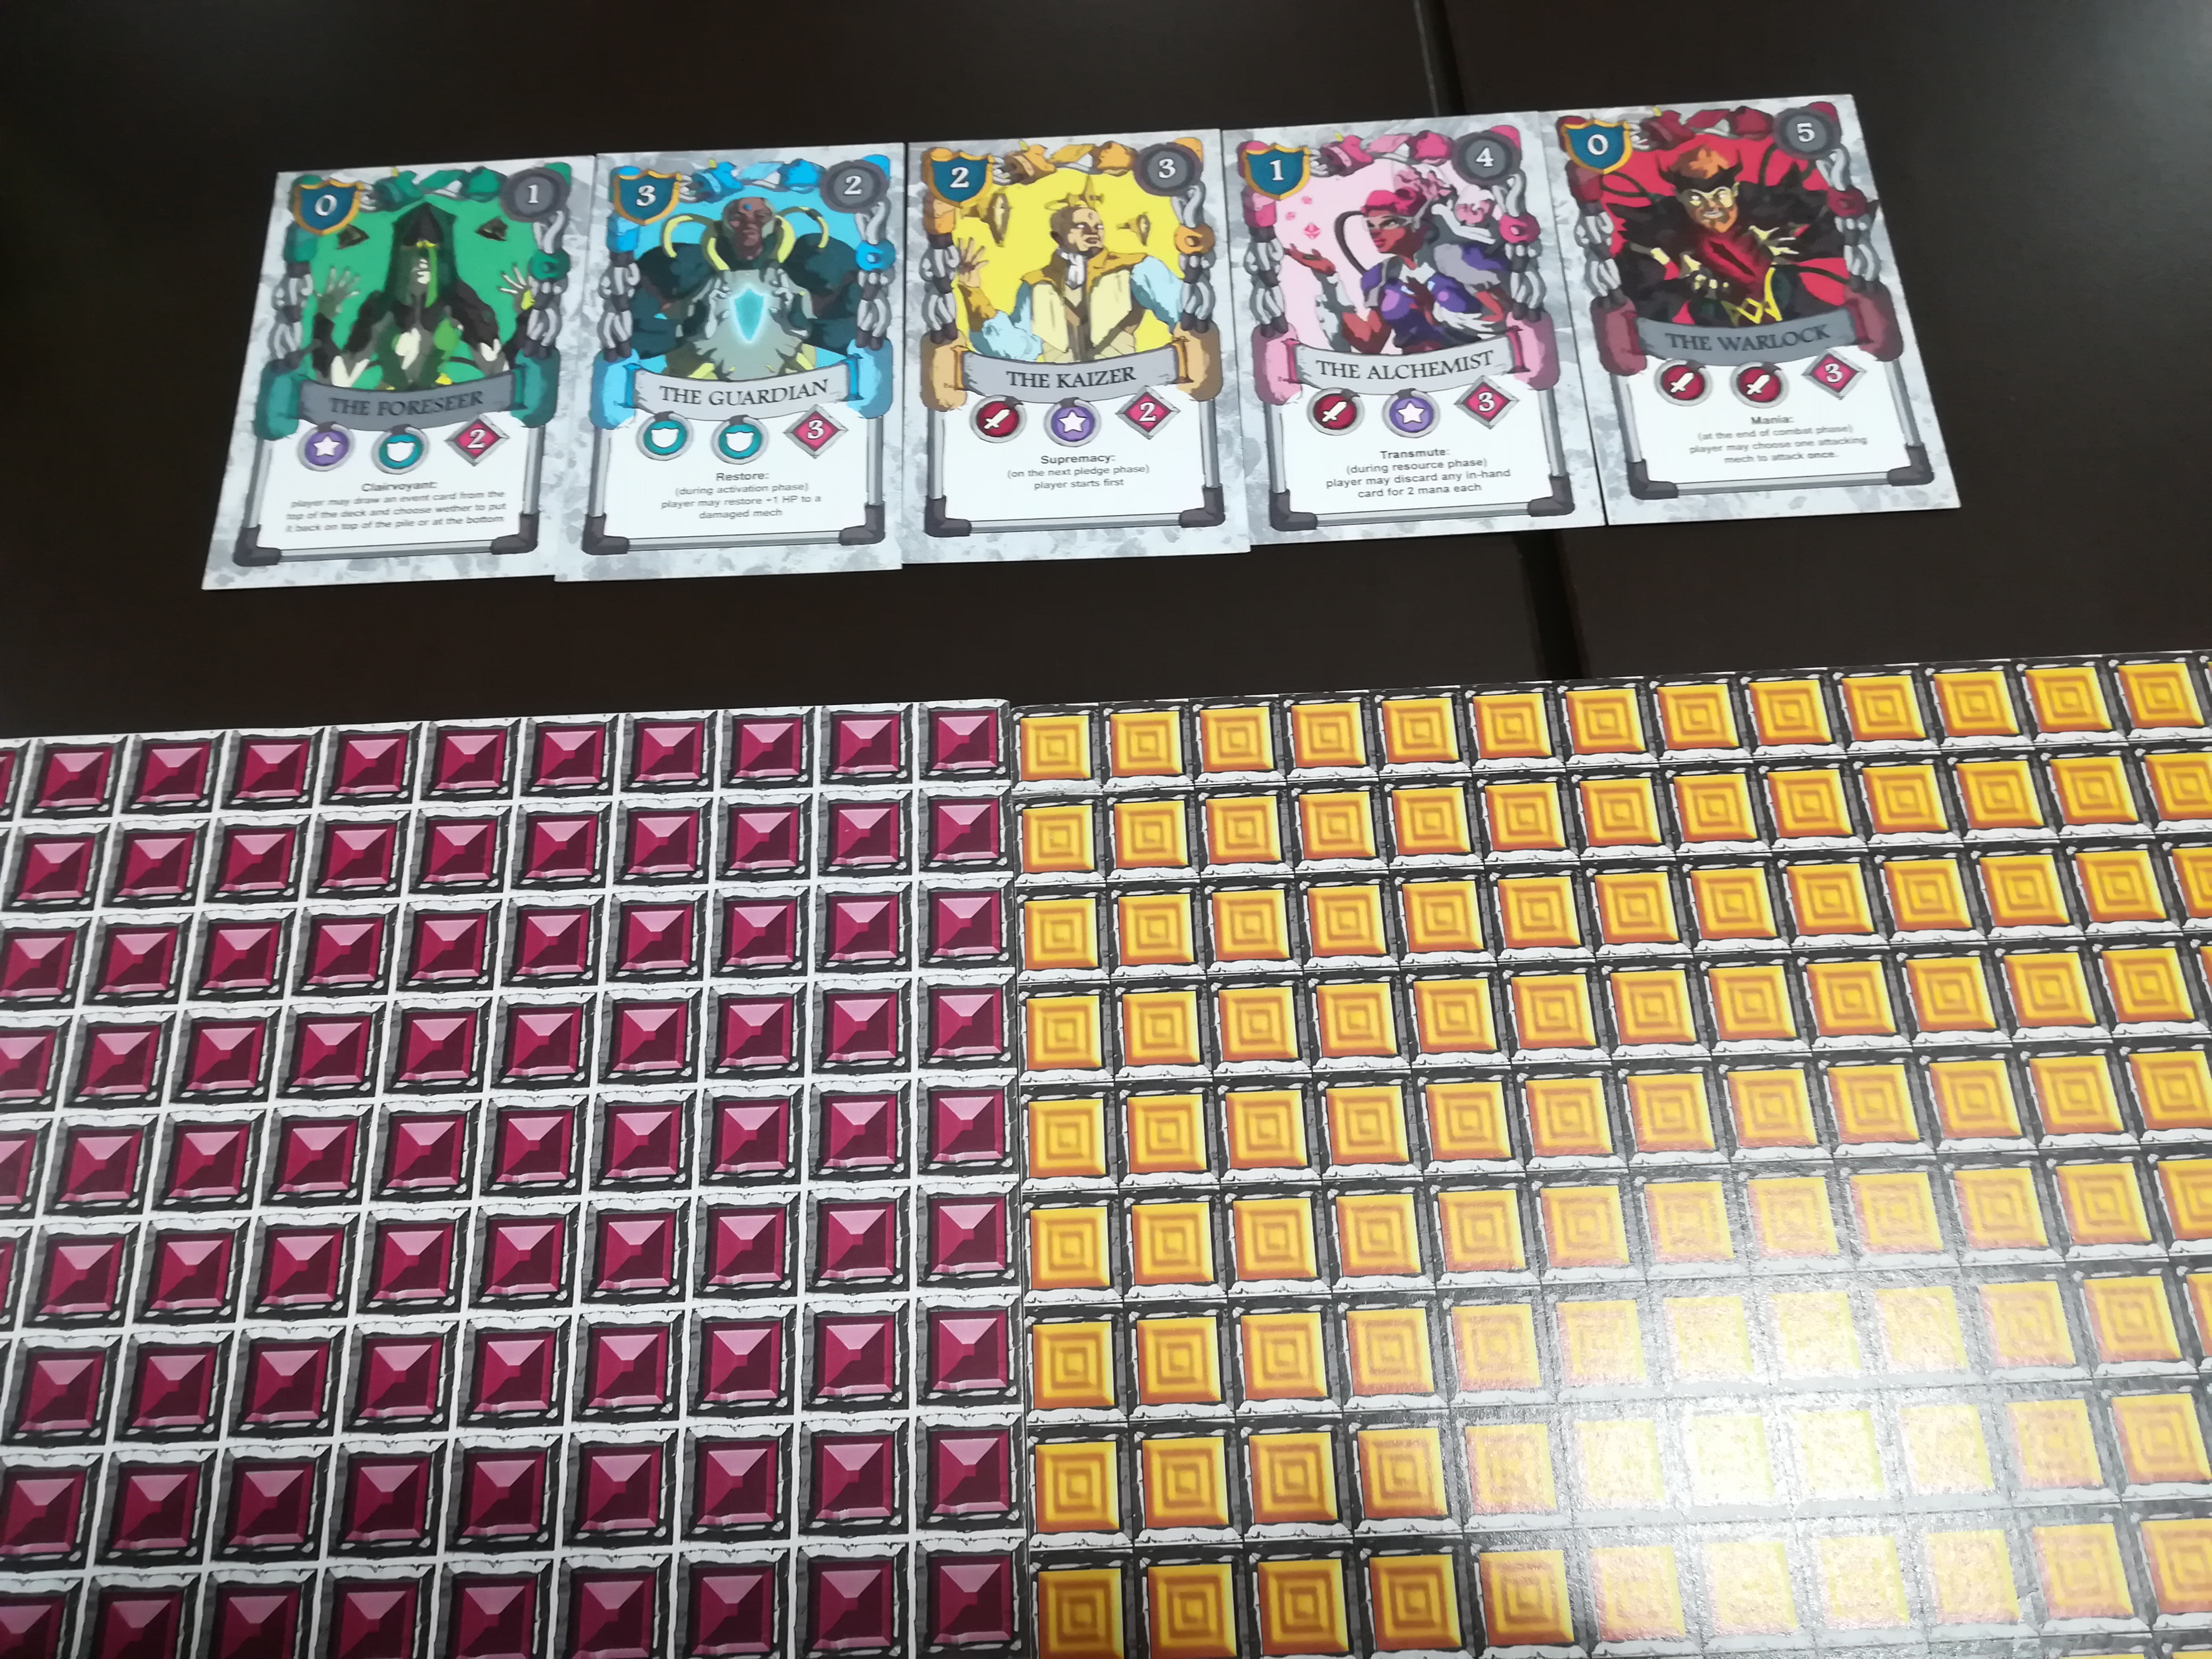 0
1
THE FORESEER
2
Clairvoyant:
player may draw an event card from the
top of the deck and choose wether to put
it back on top of the pile or at the bottom.
3
2
THE GUARDIAN
3
Restore:
(during activation phase)
player may restore +1 HP to a
damaged mech
2
3
THE KAIZER
2
Supremacy:
(on the next pledge phase)
player starts first
1
4
THE ALCHEMIST
3
Transmute:
(during resource phase)
player may discard any in-hand
card for 2 mana each
0
5
THE WARLOCK
3
Mania:
(at the end of combat phase)
player may choose one attacking
mech to attack once.